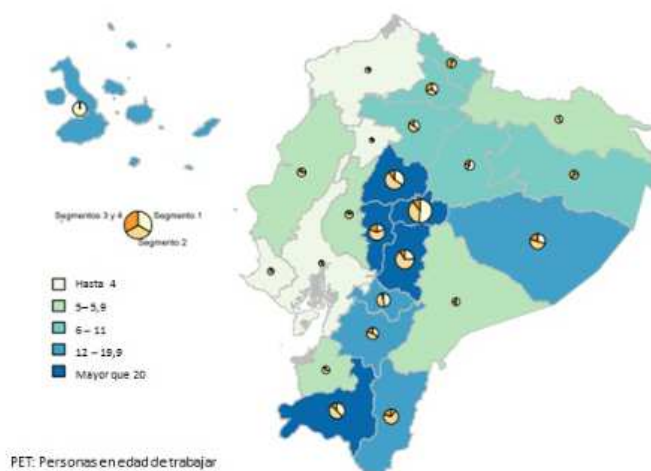 Segmentos 3 y 4
Segmento 1
Segmento 2
Hasta 4
5–5,9
6 – 11
12 – 19,9
Mayor que 20
PET: Personas en edad de trabajar